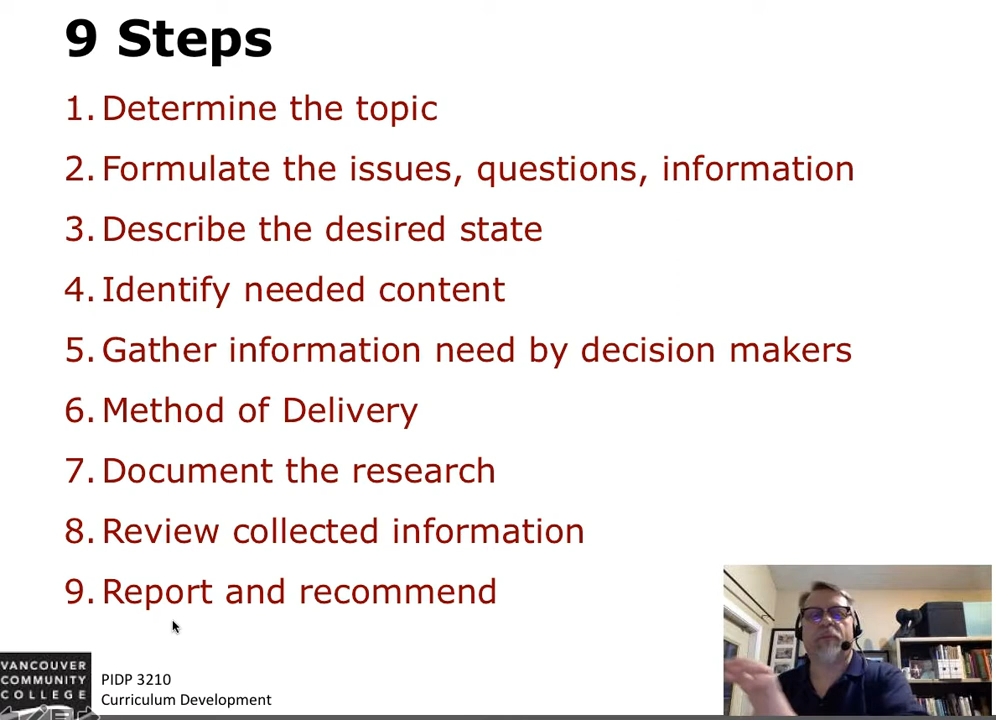 9 Steps
1. Determine the topic
2. Formulate the issues, questions, information
3. Describe the desired state
4. Identify needed content
5. Gather information need by decision makers
6. Method of Delivery
7. Document the research
8. Review collected information
9. Report and recommend
VANCOUVER
COMMUNITY
COLLEGE
PIDP 3210
Curriculum Development